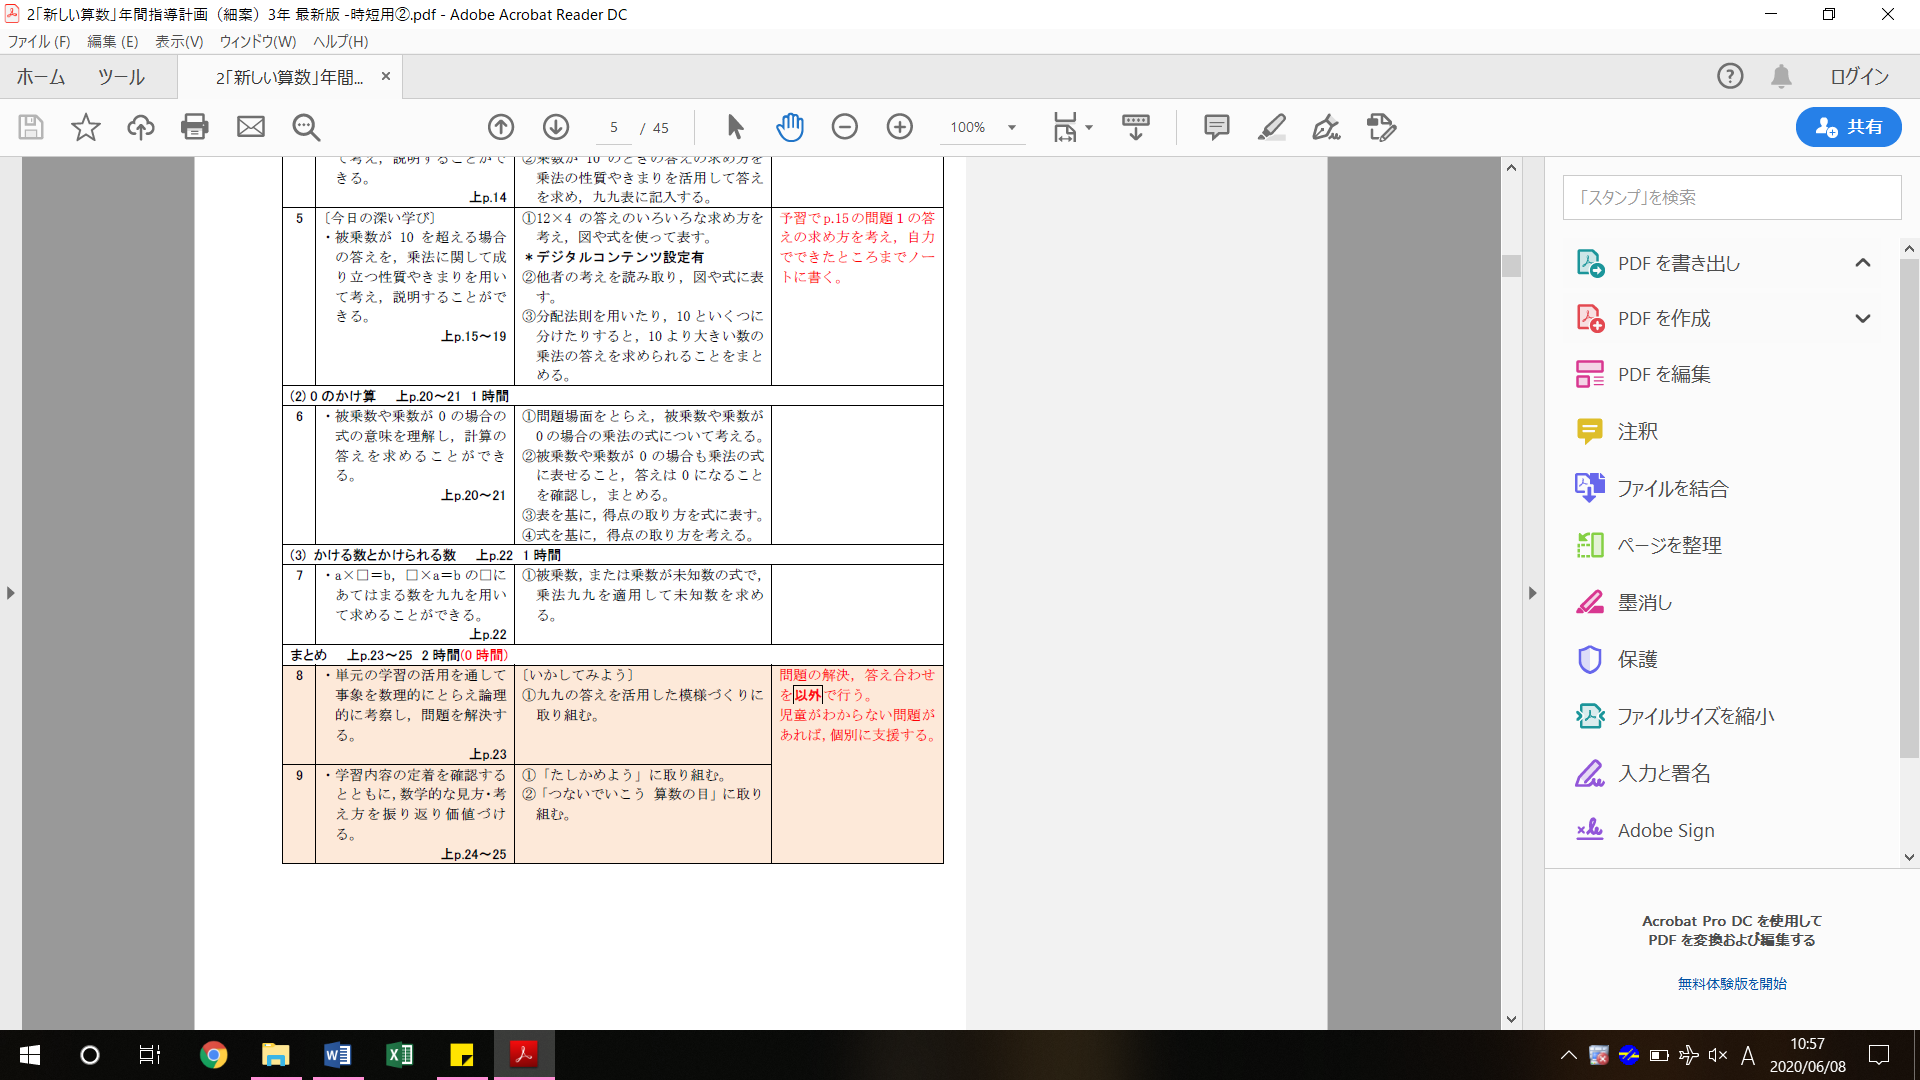 2「新しい算数」年間指導計画（細案）3年 最新版 -時短用②.pdf - Adobe Acrobat Reader DC
ファイル (F) 編集 (E) 表示(V) ウィンドウ(W) ヘルプ(H)
ホーム ツール 2「新しい算数」年間... × ログイン
5 / 45 100% 共有
て考え，説明することがで
きる。
上p.14
②乗数が 10 のときの答えの求め方を
乗法の性質やきまりを活用して答え
を求め，九九表に記入する。
5
〔今日の深い学び〕
・被乗数が 10 を超える場合
の答えを，乗法に関して成
り立つ性質やきまりを用い
て考え，説明することがで
きる。
上p.15～19
①12×4 の答えのいろいろな求め方を
考え，図や式を使って表す。
＊デジタルコンテンツ設定有
②他者の考えを読み取り，図や式に表
す。
③分配法則を用いたり，10 といくつに
分けたりすると，10 より大きい数の
乗法の答えを求められることをまと
める。
予習でp.15の問題１の答
えの求め方を考え，自力
でできたところまでノー
トに書く。
(2) 0 のかけ算 上p.20～21 1 時間
6
・被乗数や乗数が 0 の場合の
式の意味を理解し，計算の
答えを求めることができ
る。
上p.20～21
①問題場面をとらえ，被乗数や乗数が
0 の場合の乗法の式について考える。
②被乗数や乗数が 0 の場合も乗法の式
に表せること，答えは 0 になること
を確認し，まとめる。
③表を基に，得点の取り方を式に表す。
④式を基に，得点の取り方を考える。
(3) かける数とかけられる数 上p.22 1 時間
7
・a×□＝b，□×a＝b の□に
あてはまる数を九九を用い
て求めることができる。
上p.22
①被乗数，または乗数が未知数の式で，
乗法九九を適用して未知数を求め
る。
まとめ 上p.23～25 2 時間(0 時間)
8
・単元の学習の活用を通して
事象を数理的にとらえ論理
的に考察し，問題を解決す
る。
上p.23
〔いかしてみよう〕
①九九の答えを活用した模様づくりに
取り組む。
問題の解決，答え合わせ
を以外で行う。
児童がわからない問題が
あれば，個別に支援する。
9
・学習内容の定着を確認する
とともに，数学的な見方・考
え方を振り返り価値づけ
る。
上p.24～25
①「たしかめよう」に取り組む。
②「つないでいこう 算数の目」に取り
組む。
「スタンプ」を検索
PDF を書き出し
PDF を作成
PDF を編集
注釈
ファイルを結合
ページを整理
墨消し
保護
ファイルサイズを縮小
入力と署名
Adobe Sign
Acrobat Pro DC を使用して
PDF を変換および編集する
無料体験版を開始
A 10:57
2020/06/08